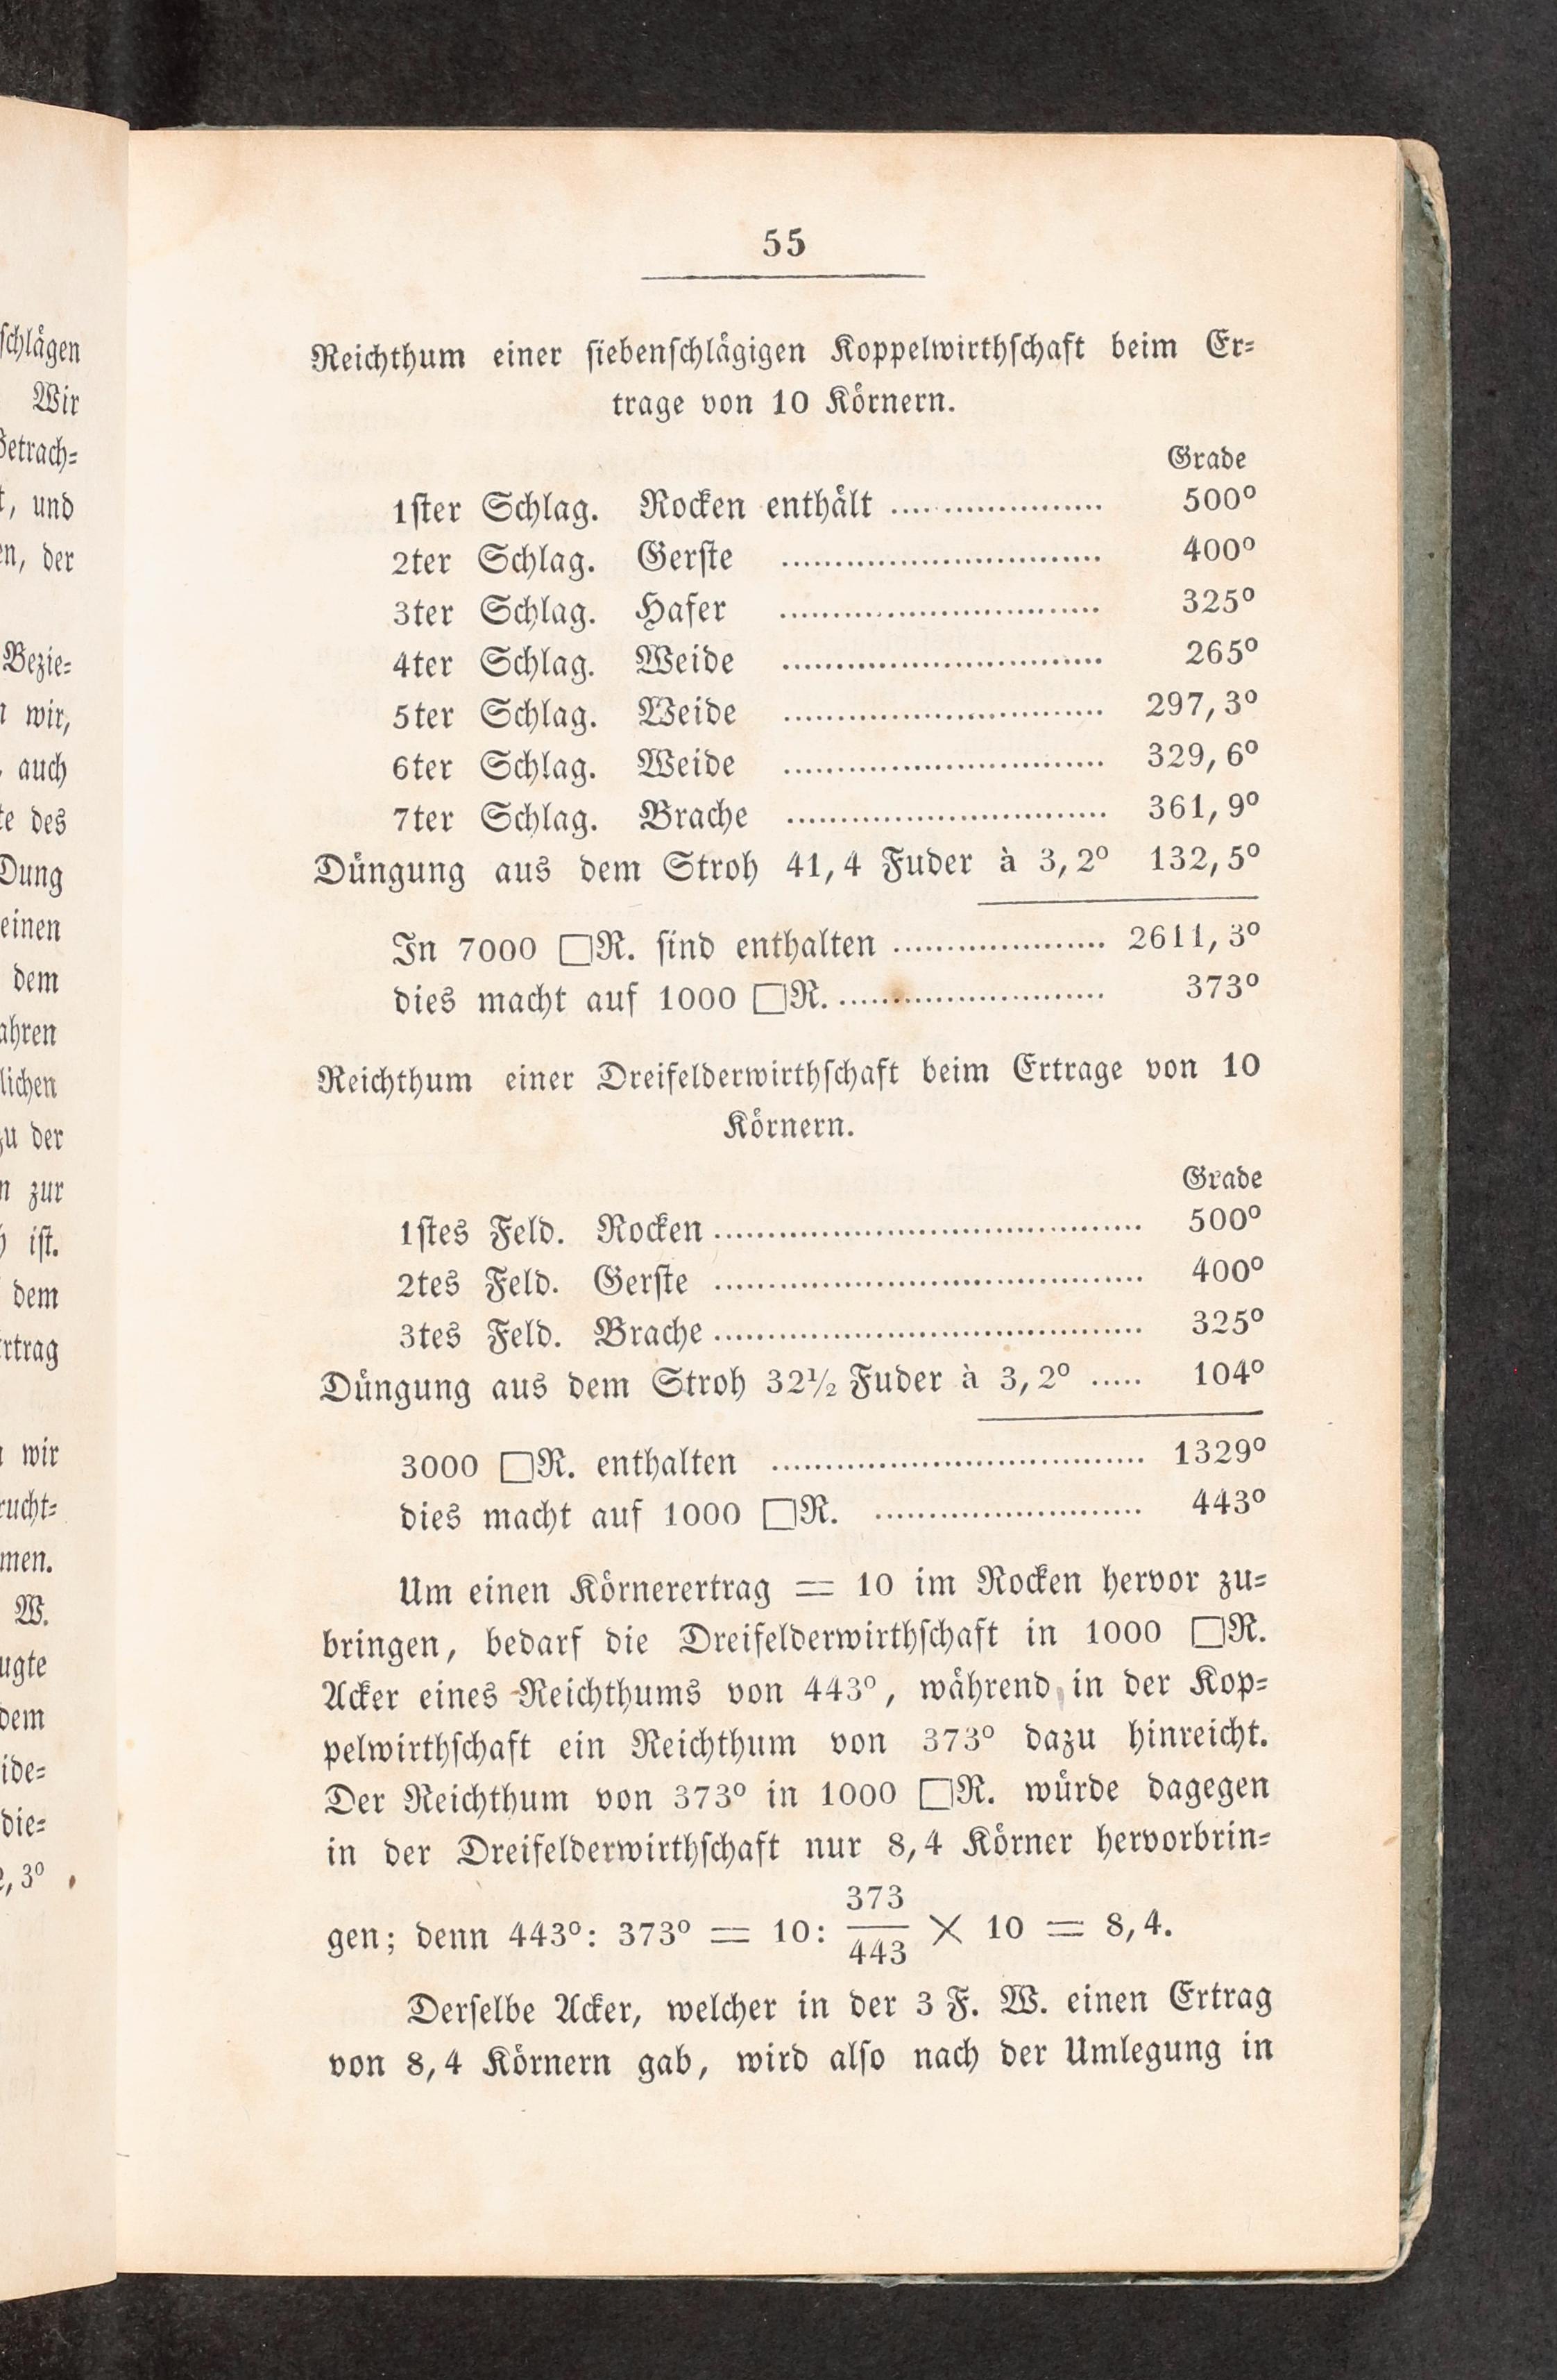 55
Reichthum einer siebenschlägigen Koppelwirthschaft beim Er=
trage von 10 Körnern.
Grade
1ster Schlag. Rocken enthält .................... 500°
2ter Schlag. Gerste .............................. 400°
3ter Schlag. Hafer .............................. 325°
4ter Schlag. Weide .............................. 265°
5ter Schlag. Weide .............................. 297,3°
6ter Schlag. Weide .............................. 329,6°
7ter Schlag. Brache .............................. 361,9°
Düngung aus dem Stroh 41,4 Fuder à 3,2° 132,5°
In 7000 □R. sind enthalten .................... 2611,3°
dies macht auf 1000 □R. ......................... 373°
Reichthum einer Dreifelderwirthschaft beim Ertrage von 10
Körnern.
Grade
1stes Feld. Rocken ........................................ 500°
2tes Feld. Gerste ........................................ 400°
3tes Feld. Brache ........................................ 325°
Düngung aus dem Stroh 32½ Fuder à 3,2° ..... 104°
3000 □R. enthalten ................................... 1329°
dies macht auf 1000 □R. ......................... 443°
Um einen Körnerertrag = 10 im Rocken hervor zu=
bringen, bedarf die Dreifelderwirthschaft in 1000 □R.
Acker eines Reichthums von 443°, während in der Kop=
pelwirthschaft ein Reichthum von 373° dazu hinreicht.
Der Reichthum von 373° in 1000 □R. würde dagegen
in der Dreifelderwirthschaft nur 8,4 Körner hervorbrin=
gen; denn 443°: 373° = 10: 373/443 × 10 = 8,4.
Derselbe Acker, welcher in der 3 F. W. einen Ertrag
von 8,4 Körnern gab, wird also nach der Umlegung in